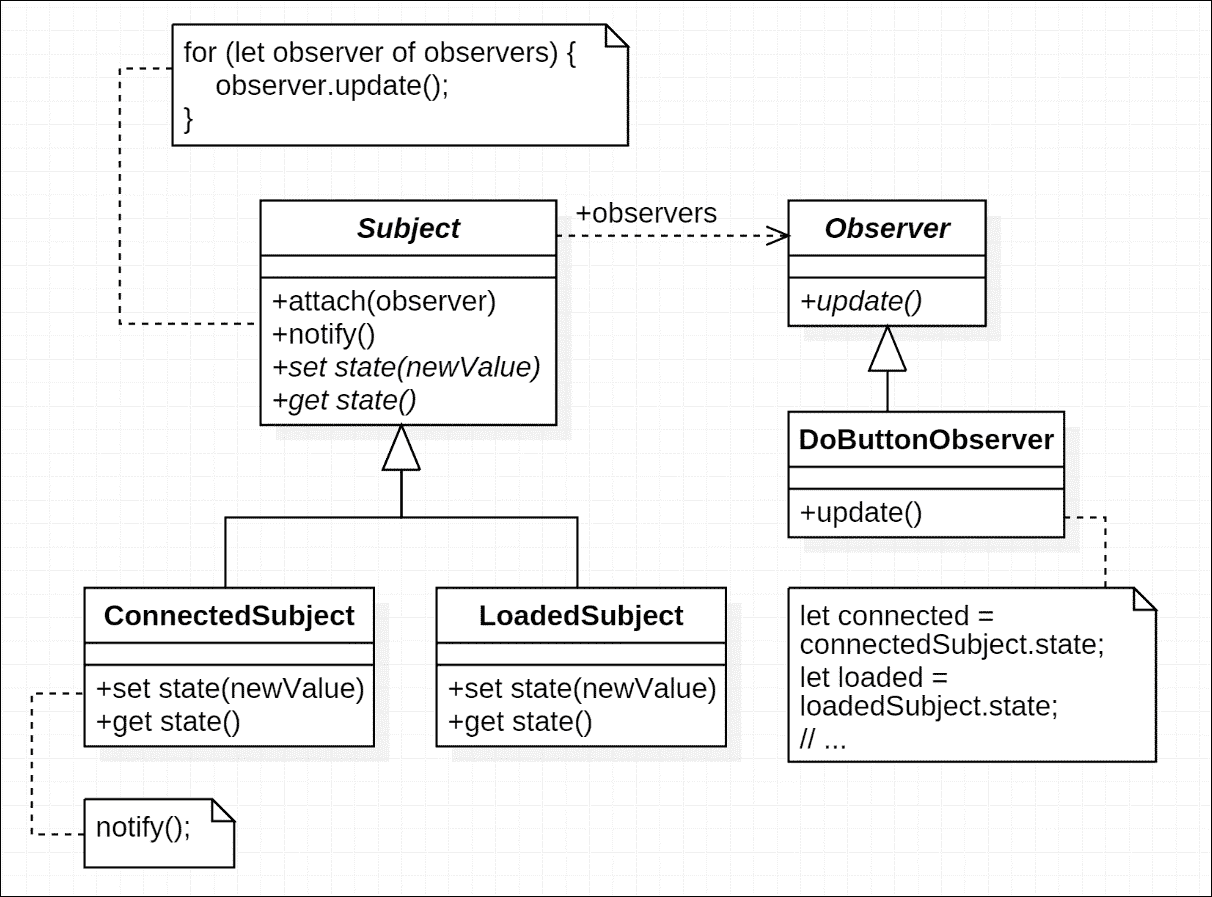 for (let observer of observers) {
observer.update();
}
Subject
+observers
Observer
+attach(observer)
+notify()
+set state(newValue)
+get state()
+update()
DoButtonObserver
+update()
ConnectedSubject
+set state(newValue)
+get state()
LoadedSubject
+set state(newValue)
+get state()
let connected =
connectedSubject.state;
let loaded =
loadedSubject.state;
// ...
notify();